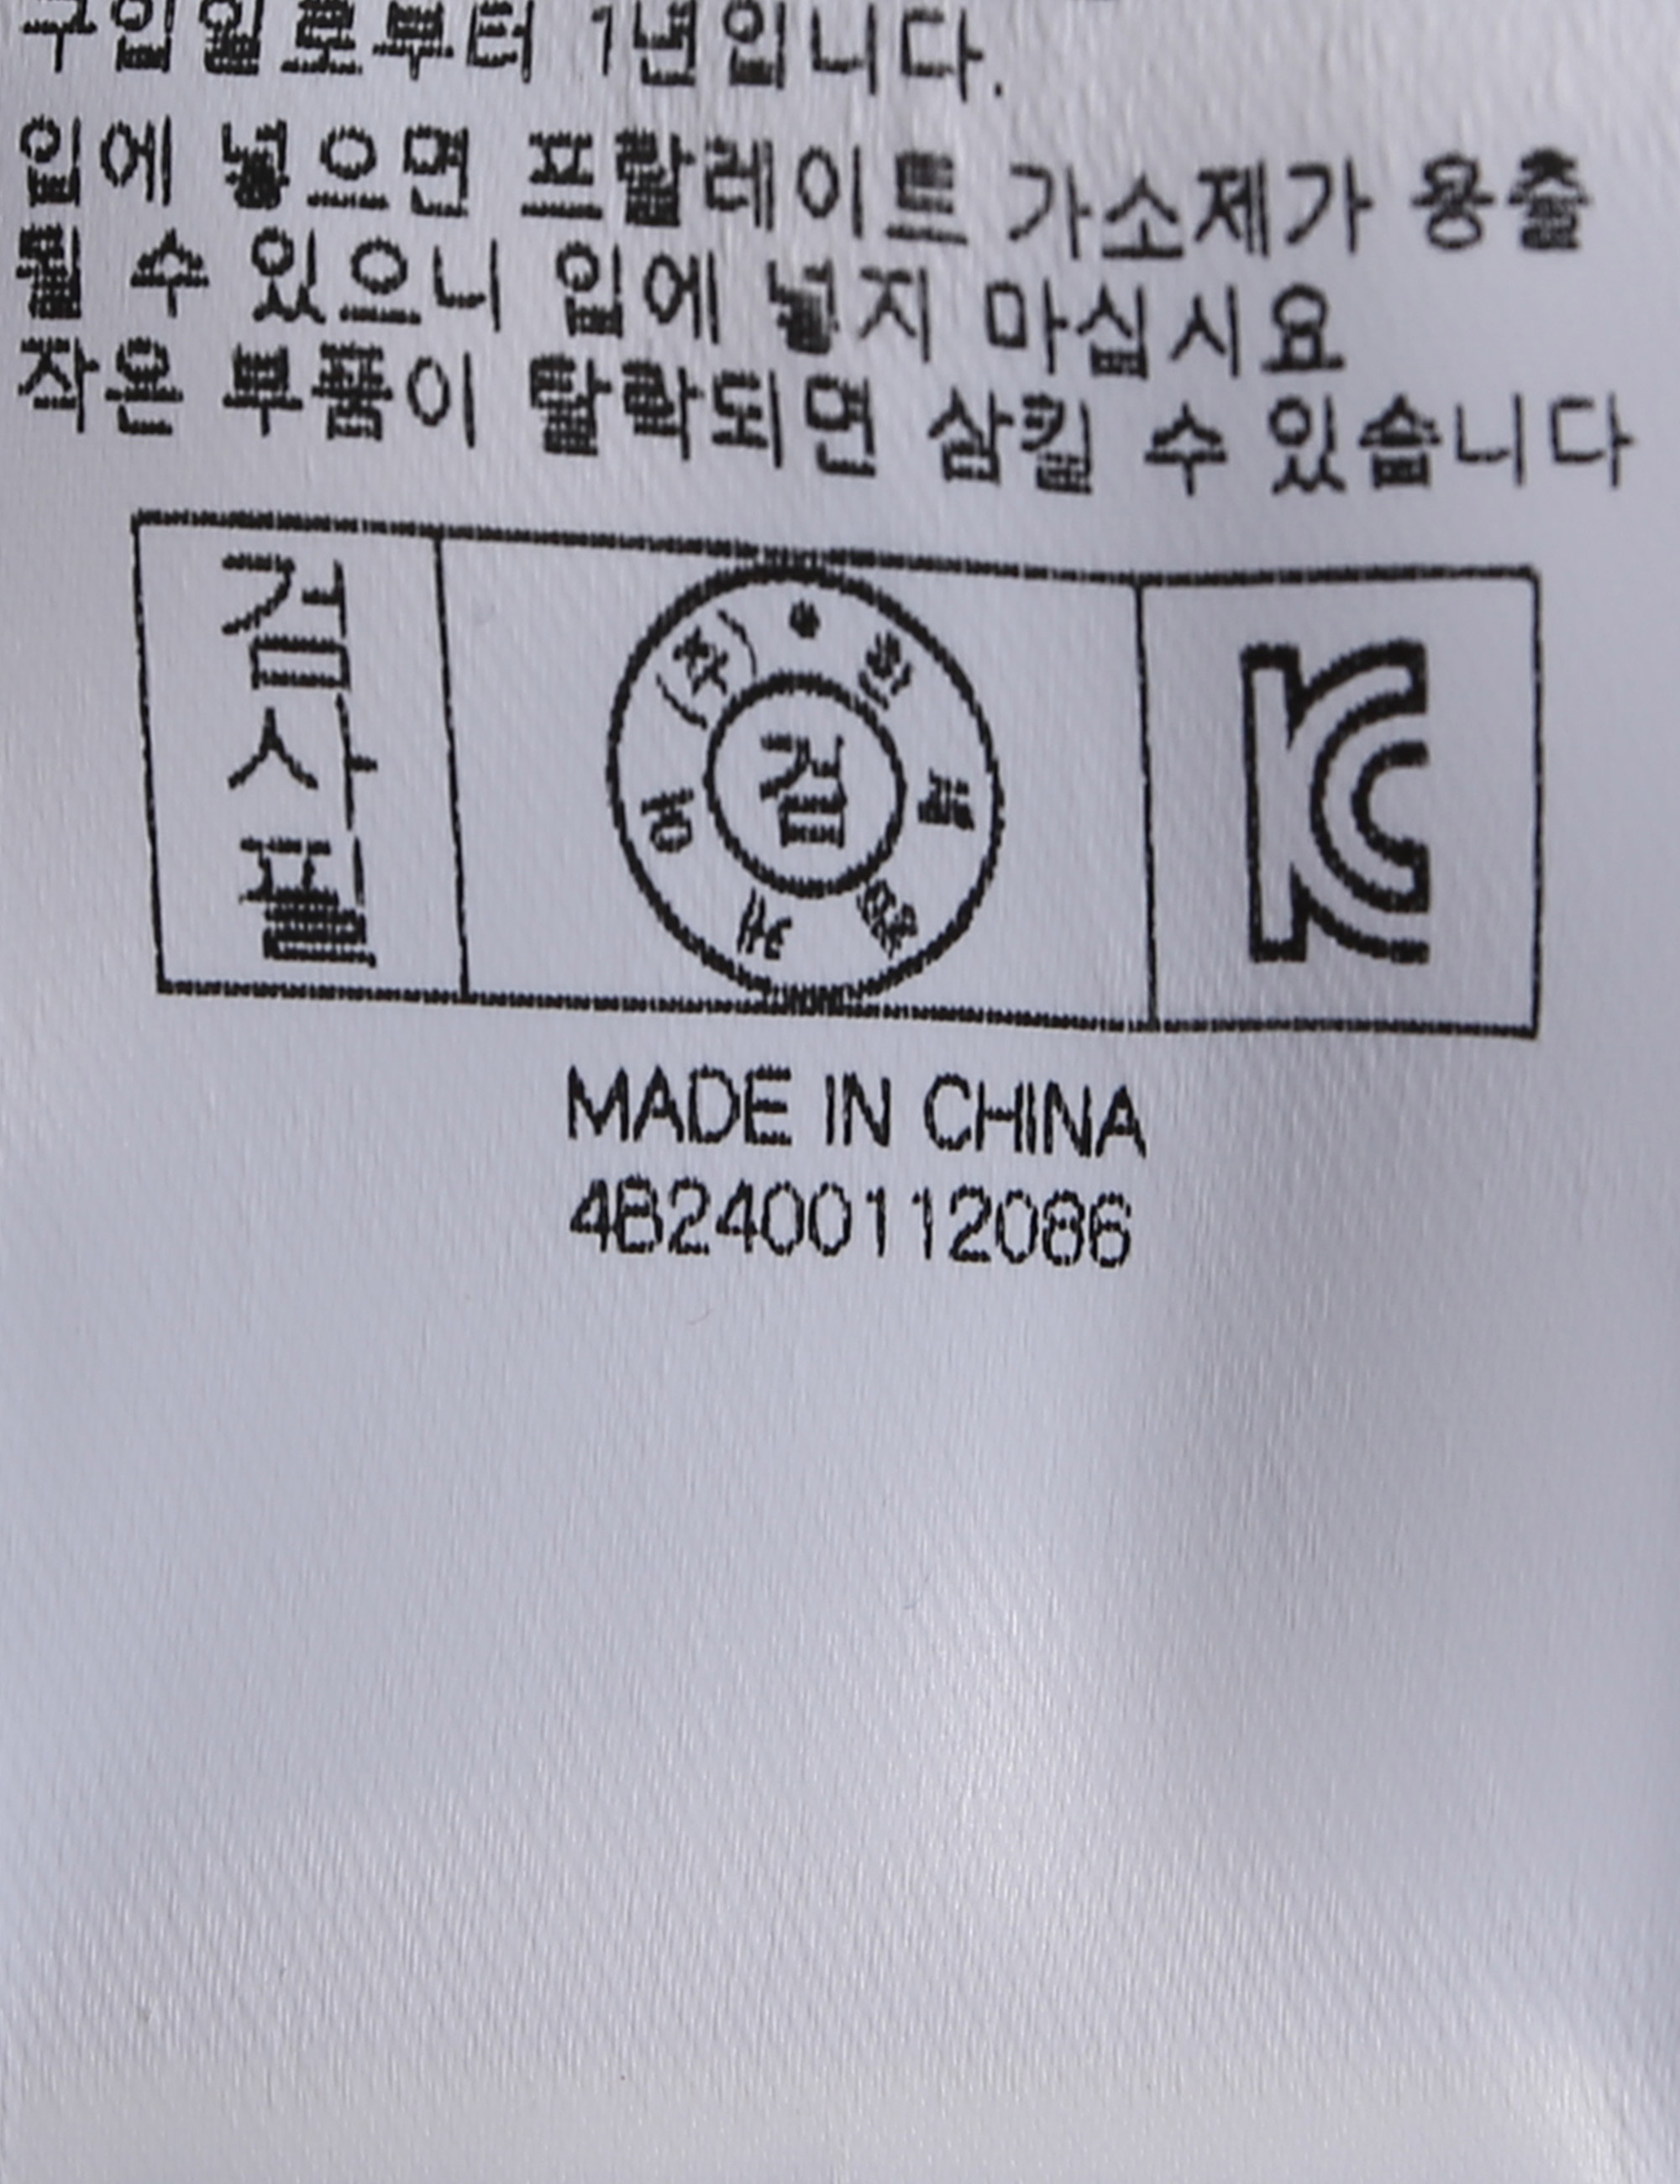 구입일로부터 1년입니다.
입에 넣으면 프탈레이트 가소제가 용출
될 수 있으니 입에 넣지 마십시요
작은 부품이 탈락되면 삼킬 수 있습니다
검사필
(주)
검
KC
MADE IN CHINA
4B2400112086